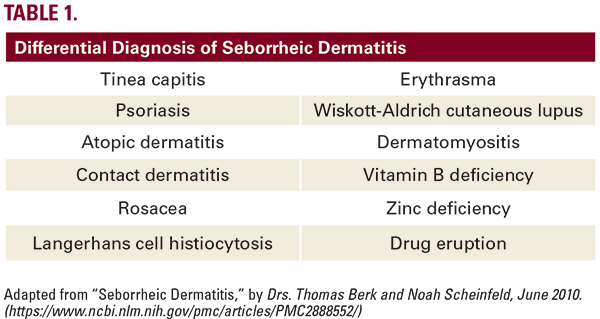 TABLE 1.
Differential Diagnosis of Seborrheic Dermatitis
Tinea capitis Erythrasma
Psoriasis Wiskott-Aldrich cutaneous lupus
Atopic dermatitis Dermatomyositis
Contact dermatitis Vitamin B deficiency
Rosacea Zinc deficiency
Langerhans cell histiocytosis Drug eruption
Adapted from “Seborrheic Dermatitis,” by Drs. Thomas Berk and Noah Scheinfeld, June 2010.
(https://www.ncbi.nlm.nih.gov/pmc/articles/PMC2888552/)